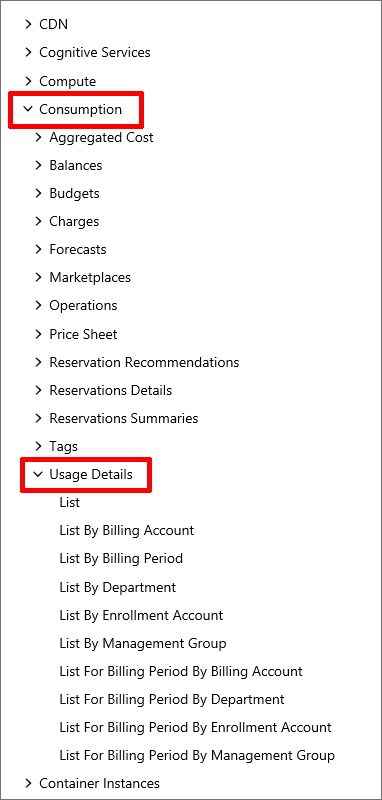 CDN
Cognitive Services
Compute
Consumption
Aggregated Cost
Balances
Budgets
Charges
Forecasts
Marketplaces
Operations
Price Sheet
Reservation Recommendations
Reservations Details
Reservations Summaries
Tags
Usage Details
List
List By Billing Account
List By Billing Period
List By Department
List By Enrollment Account
List By Management Group
List For Billing Period By Billing Account
List For Billing Period By Department
List For Billing Period By Enrollment Account
List For Billing Period By Management Group
Container Instances